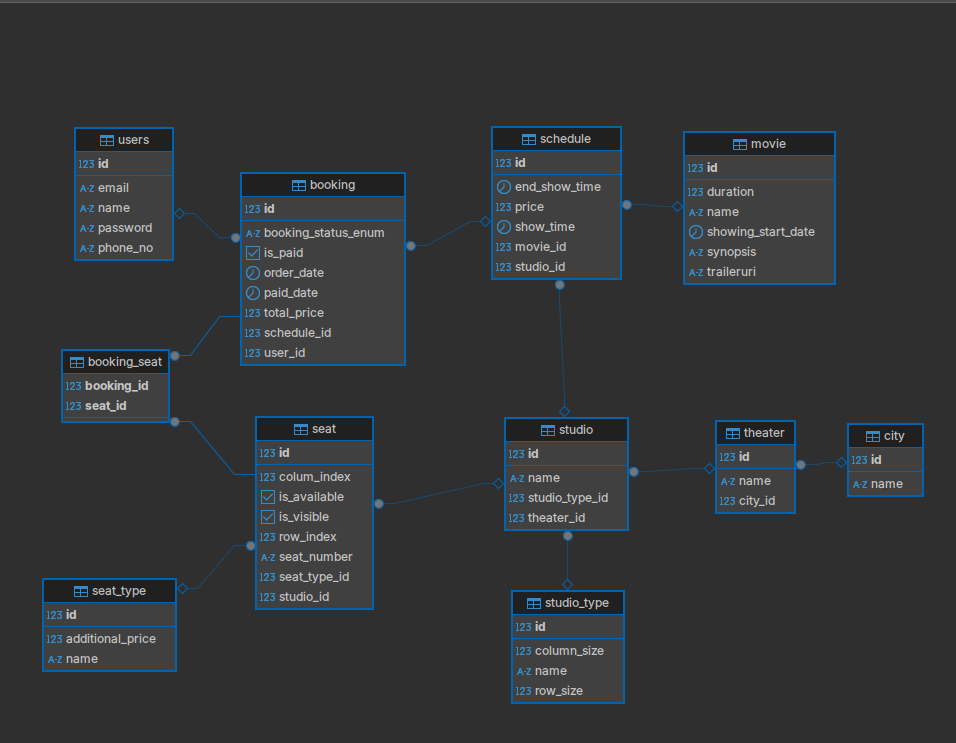 users
123 id
A-Z email
A-Z name
A-Z password
A-Z phone_no
booking
123 id
A-Z booking_status_enum
is_paid
order_date
paid_date
123 total_price
123 schedule_id
123 user_id
schedule
123 id
end_show_time
123 price
show_time
123 movie_id
123 studio_id
movie
123 id
123 duration
A-Z name
showing_start_date
A-Z synopsis
A-Z traileruri
booking_seat
123 booking_id
123 seat_id
seat
123 id
123 colum_index
is_available
is_visible
123 row_index
A-Z seat_number
123 seat_type_id
123 studio_id
studio
123 id
A-Z name
123 studio_type_id
123 theater_id
theater
123 id
A-Z name
123 city_id
city
123 id
A-Z name
seat_type
123 id
123 additional_price
A-Z name
studio_type
123 id
123 column_size
A-Z name
123 row_size